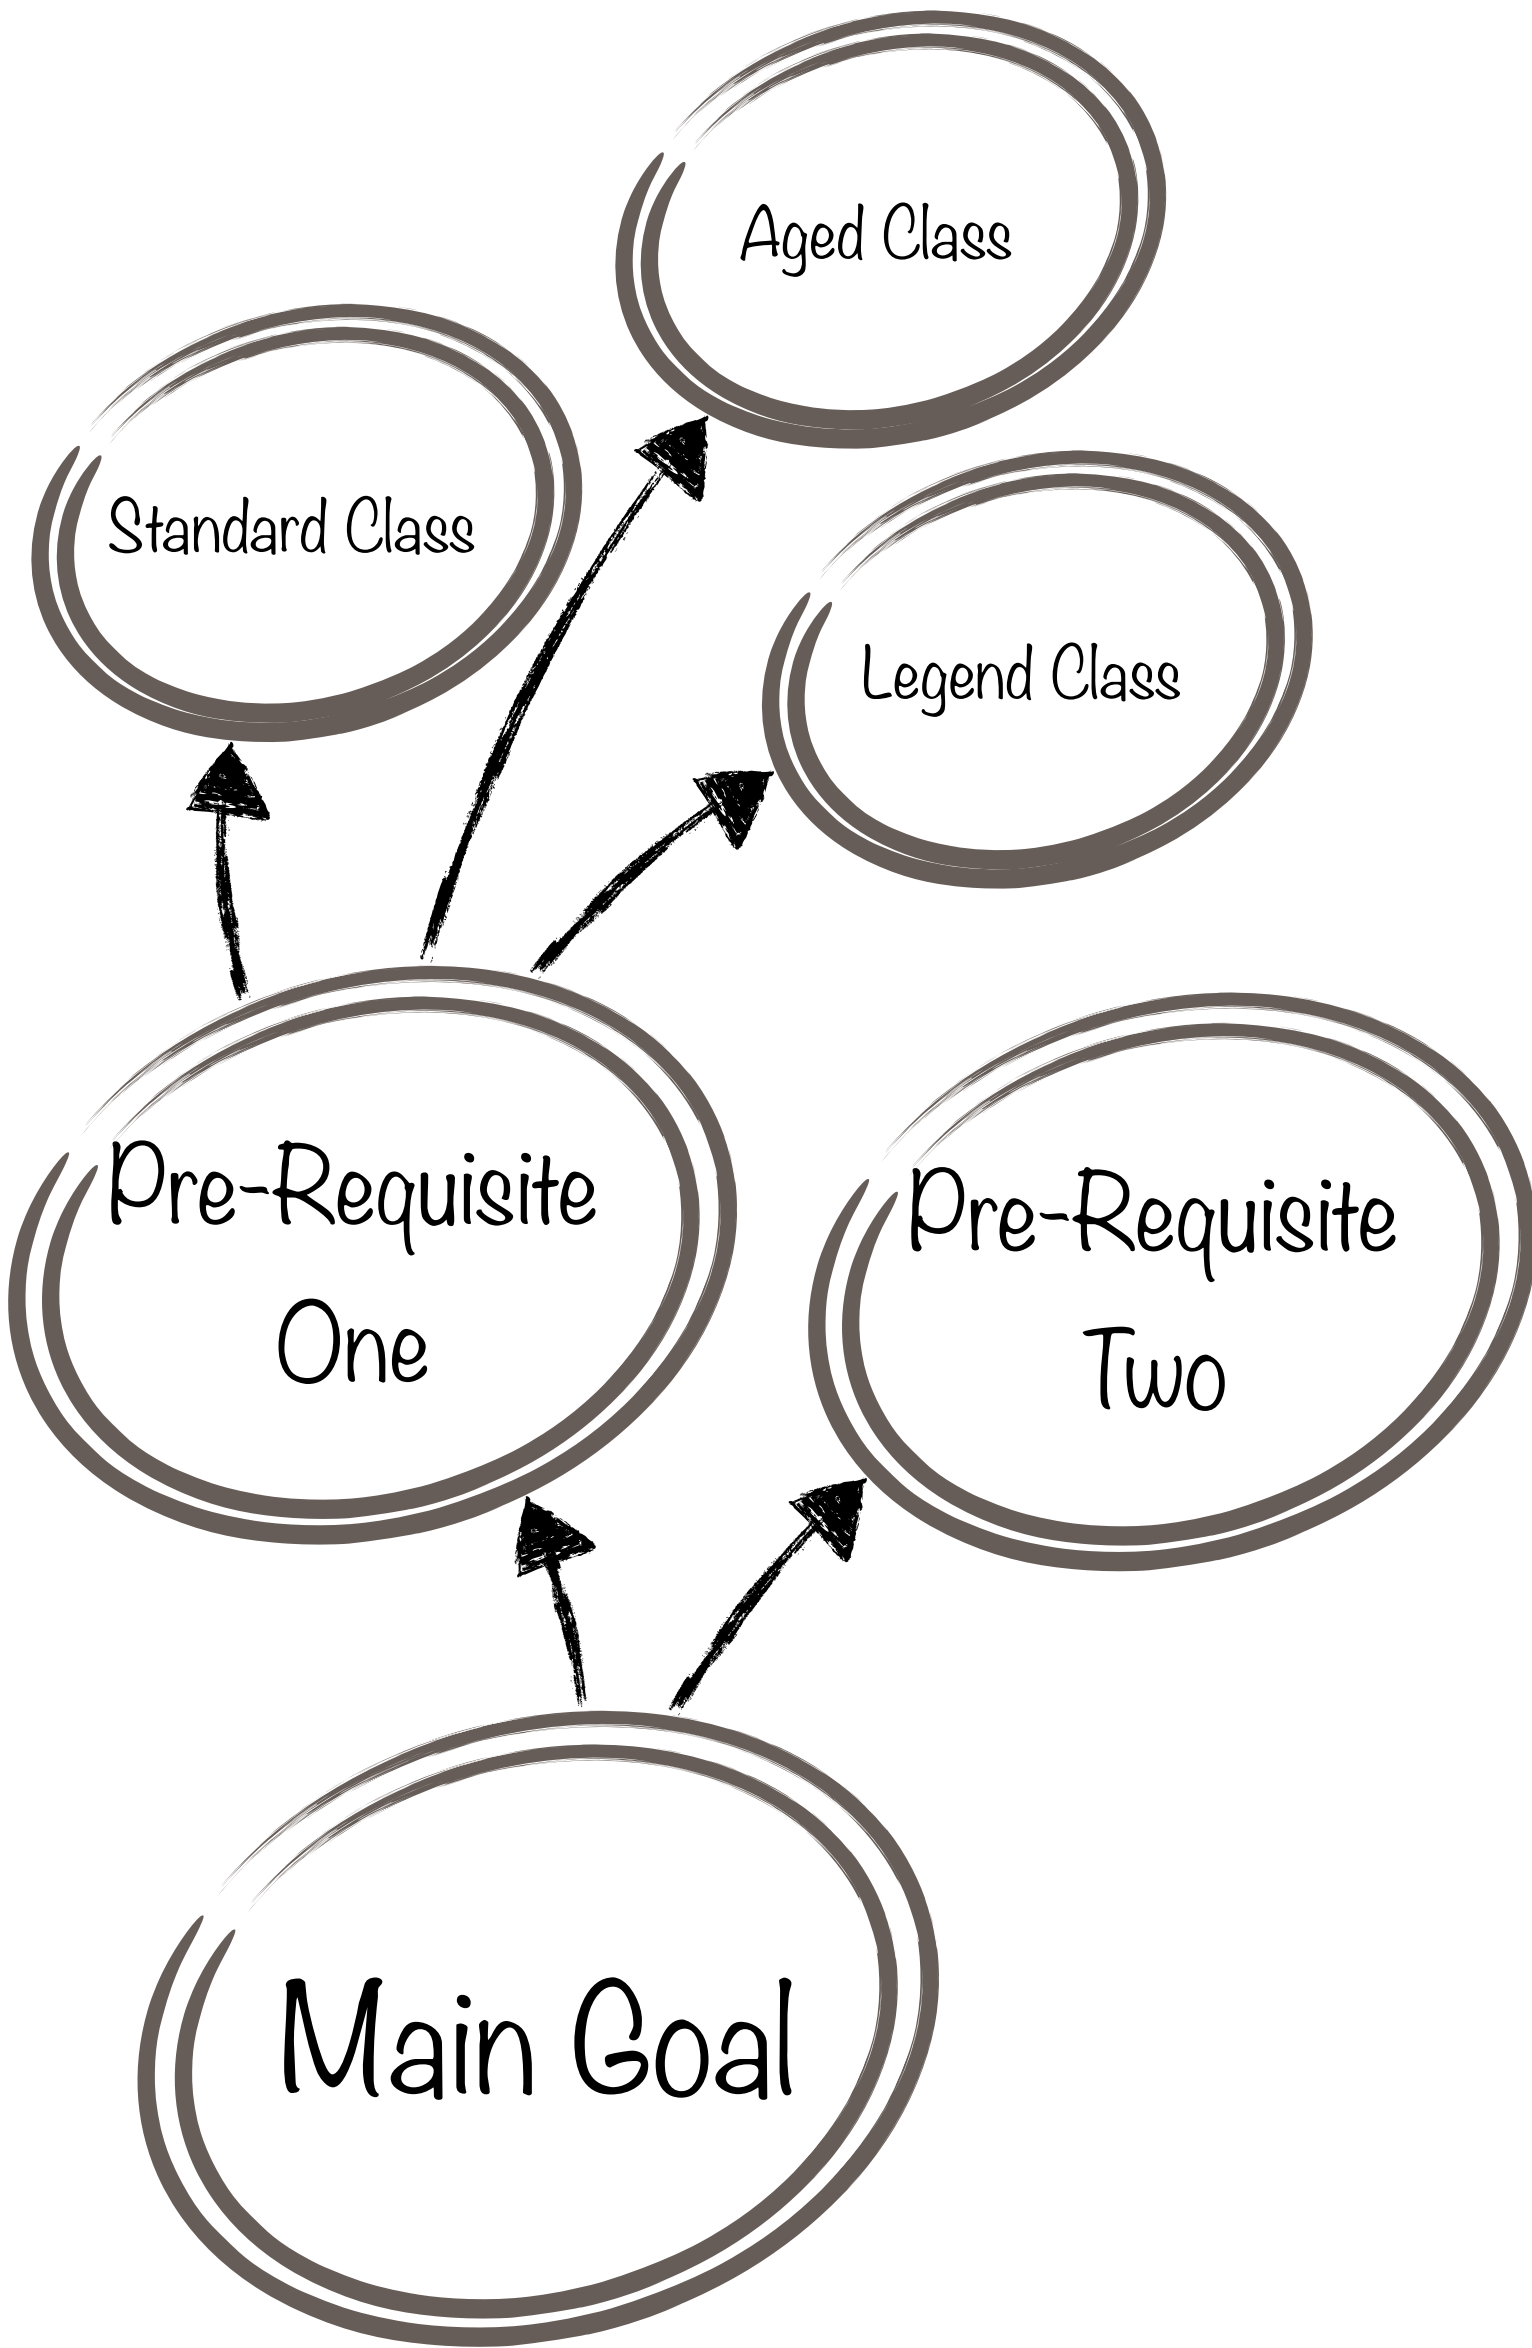 Aged Class
Standard Class
Legend Class
Pre-Requisite
One
Pre-Requisite
Two
Main Goal